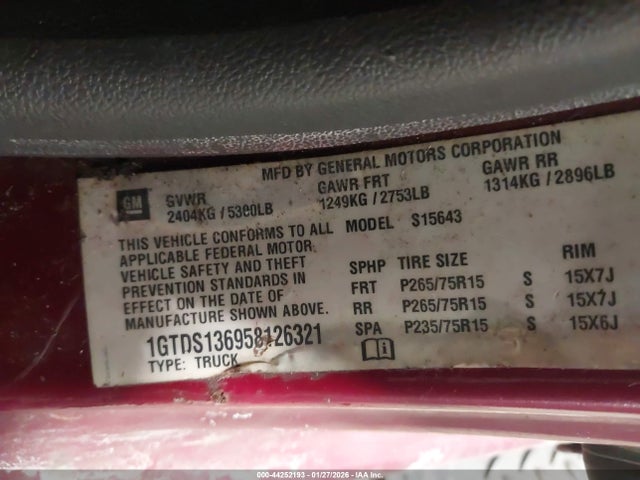 MFD BY GENERAL MOTORS CORPORATION
GM GVWR GAWR FRT GAWR RR
2404KG / 5300LB 1249KG / 2753LB 1314KG / 2896LB
THIS VEHICLE CONFORMS TO ALL MODEL S15643
APPLICABLE FEDERAL MOTOR
VEHICLE SAFETY AND THEFT SPHP TIRE SIZE RIM
PREVENTION STANDARDS IN FRT P265/75R15 S 15X7J
EFFECT ON THE DATE OF RR P265/75R15 S 15X7J
MANUFACTURE SHOWN ABOVE. SPA P235/75R15 S 15X6J
1GTDS136958126321
TYPE: TRUCK
000-44252193 - 01/27/2026 - IAA Inc.